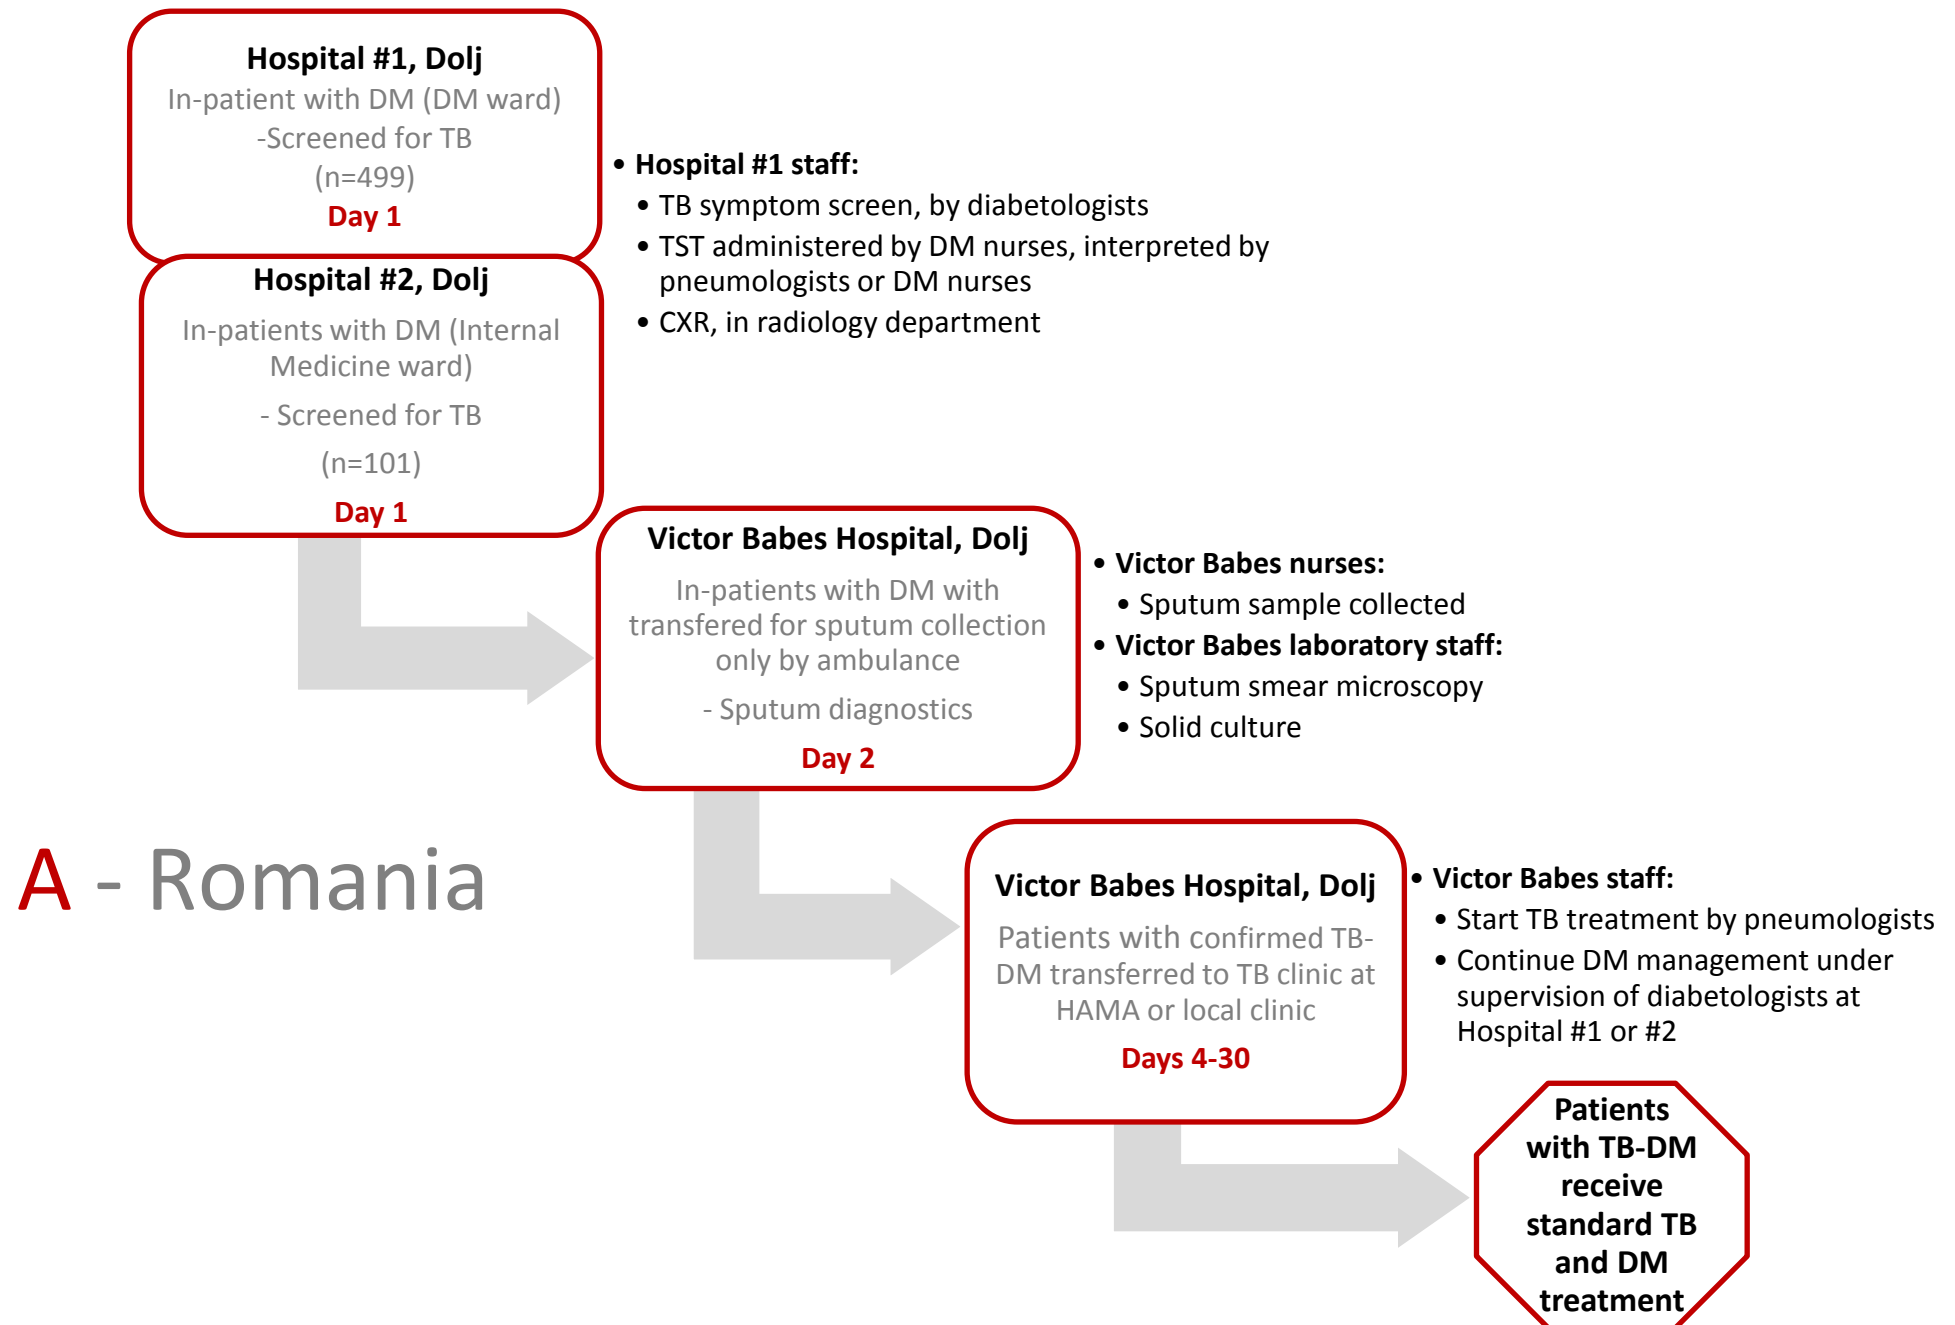 Hospital #1, Dolj
In-patient with DM (DM ward)
-Screened for TB
(n=499)
Day 1
• Hospital #1 staff:
• TB symptom screen, by diabetologists
• TST administered by DM nurses, interpreted by
pneumologists or DM nurses
• CXR, in radiology department
Hospital #2, Dolj
In-patients with DM (Internal
Medicine ward)
- Screened for TB
(n=101)
Day 1
Victor Babes Hospital, Dolj
In-patients with DM with
transfered for sputum collection
only by ambulance
- Sputum diagnostics
Day 2
• Victor Babes nurses:
• Sputum sample collected
• Victor Babes laboratory staff:
• Sputum smear microscopy
• Solid culture
A - Romania
Victor Babes Hospital, Dolj
Patients with confirmed TB-
DM transferred to TB clinic at
HAMA or local clinic
Days 4-30
• Victor Babes staff:
• Start TB treatment by pneumologists
• Continue DM management under
supervision of diabetologists at
Hospital #1 or #2
Patients
with TB-DM
receive
standard TB
and DM
treatment